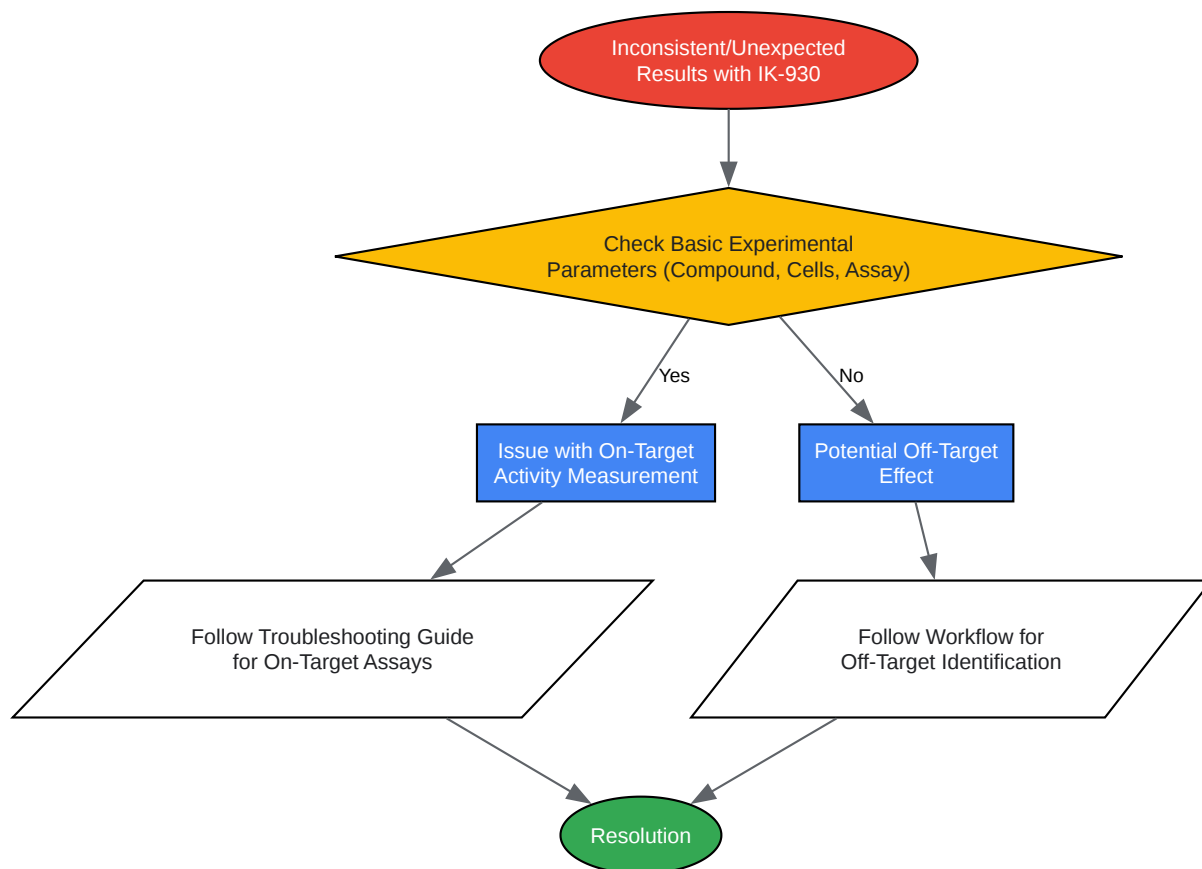 Inconsistent/Unexpected
Results with IK-930
Check Basic Experimental
Parameters (Compound, Cells, Assay)
Yes
No
Issue with On-Target
Activity Measurement
Potential Off-Target
Effect
Follow Troubleshooting Guide
for On-Target Assays
Follow Workflow for
Off-Target Identification
Resolution